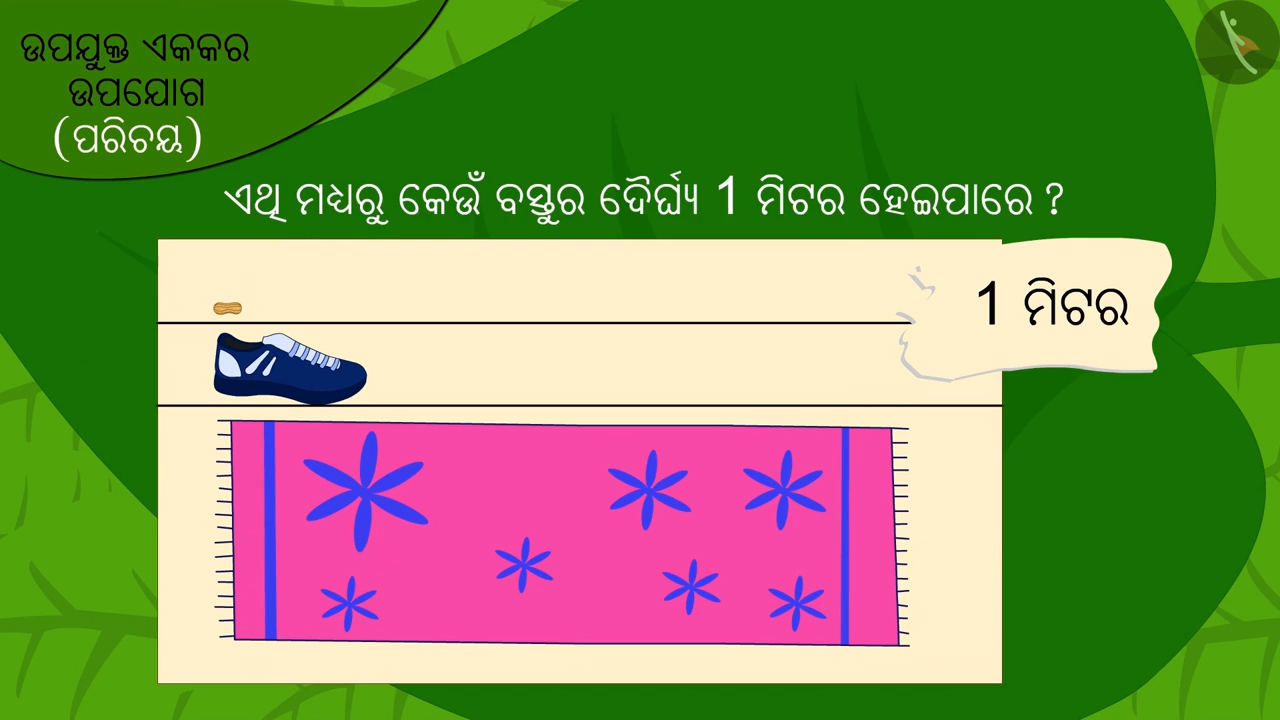 ଉପଯୁକ୍ତ ଏକକର
ଉପଯୋଗ
(ପରିଚୟ)
ଏଥି ମଧ୍ୟରୁ କେଉଁ ବସ୍ତୁର ଦୈର୍ଘ୍ୟ 1 ମିଟର ହେଇପାରେ ?
1 ମିଟର